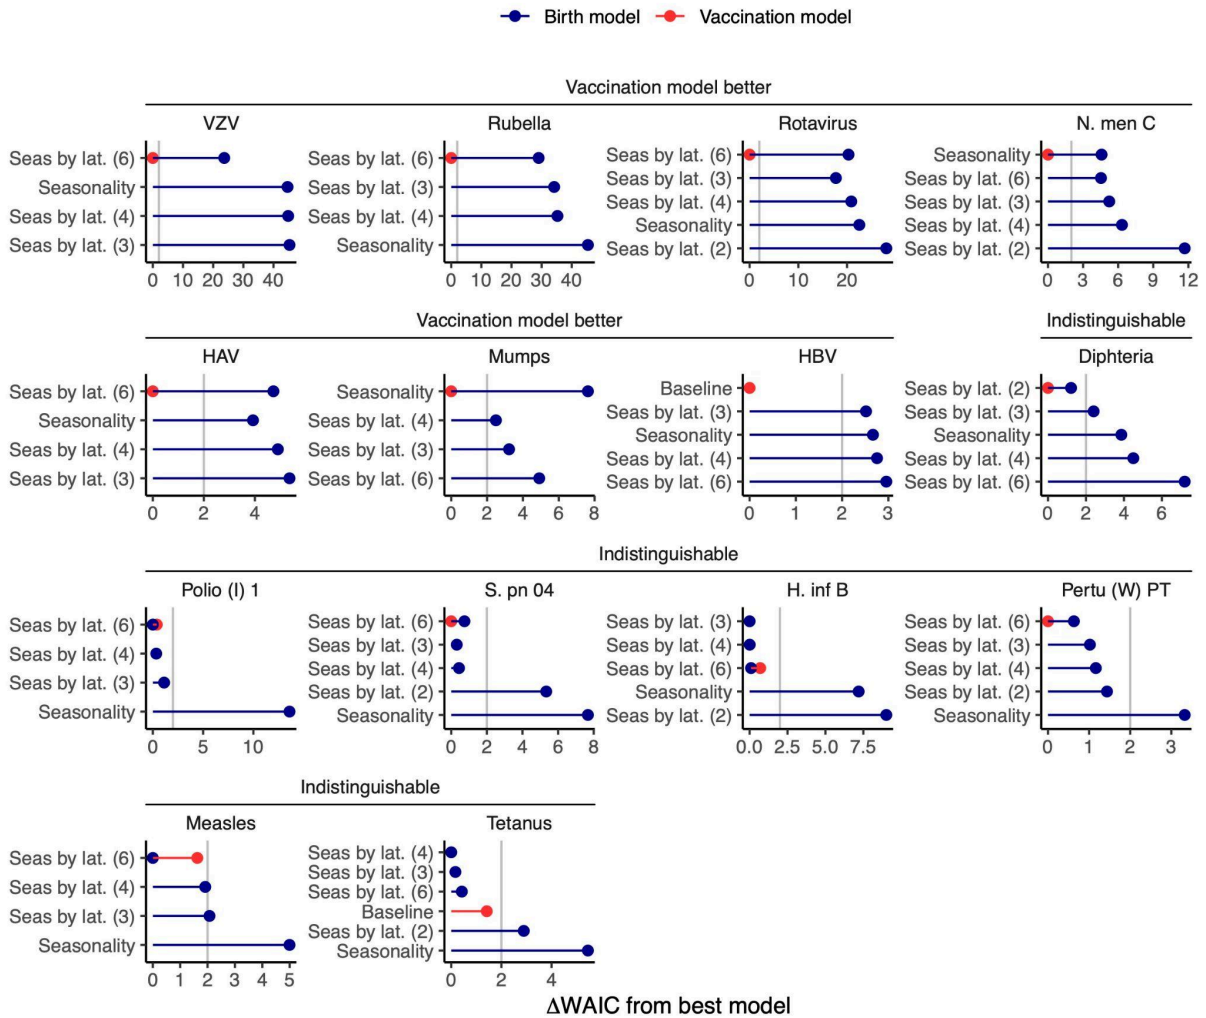 Birth model Vaccination model
Vaccination model better
VZV Rubella Rotavirus N. men C
Seas by lat. (6)
Seasonality
Seas by lat. (4)
Seas by lat. (3)
0 10 20 30 40
Seas by lat. (6)
Seas by lat. (3)
Seas by lat. (4)
Seasonality
0 10 20 30 40
Seas by lat. (6)
Seas by lat. (3)
Seas by lat. (4)
Seasonality
Seas by lat. (2)
0 10 20
Seasonality
Seas by lat. (6)
Seas by lat. (3)
Seas by lat. (4)
Seas by lat. (2)
0 3 6 9 12
Vaccination model better Indistinguishable
HAV Mumps HBV Diphteria
Seas by lat. (6)
Seasonality
Seas by lat. (4)
Seas by lat. (3)
0 2 4
Seasonality
Seas by lat. (4)
Seas by lat. (3)
Seas by lat. (6)
0 2 4 6 8
Baseline
Seas by lat. (3)
Seasonality
Seas by lat. (4)
Seas by lat. (6)
0 1 2 3
Seas by lat. (2)
Seas by lat. (3)
Seasonality
Seas by lat. (4)
Seas by lat. (6)
0 2 4 6
Indistinguishable
Polio (I) 1 S. pn 04 H. inf B Pertu (W) PT
Seas by lat. (6)
Seas by lat. (4)
Seas by lat. (3)
Seasonality
0 5 10
Seas by lat. (6)
Seas by lat. (3)
Seas by lat. (4)
Seas by lat. (2)
Seasonality
0 2 4 6 8
Seas by lat. (3)
Seas by lat. (4)
Seas by lat. (6)
Seasonality
Seas by lat. (2)
0.0 2.5 5.0 7.5
Seas by lat. (6)
Seas by lat. (3)
Seas by lat. (4)
Seas by lat. (2)
Seasonality
0 1 2 3
Indistinguishable
Measles Tetanus
Seas by lat. (6)
Seas by lat. (4)
Seas by lat. (3)
Seasonality
0 1 2 3 4 5
Seas by lat. (4)
Seas by lat. (3)
Seas by lat. (6)
Baseline
Seas by lat. (2)
Seasonality
0 2 4
ΔWAIC from best model